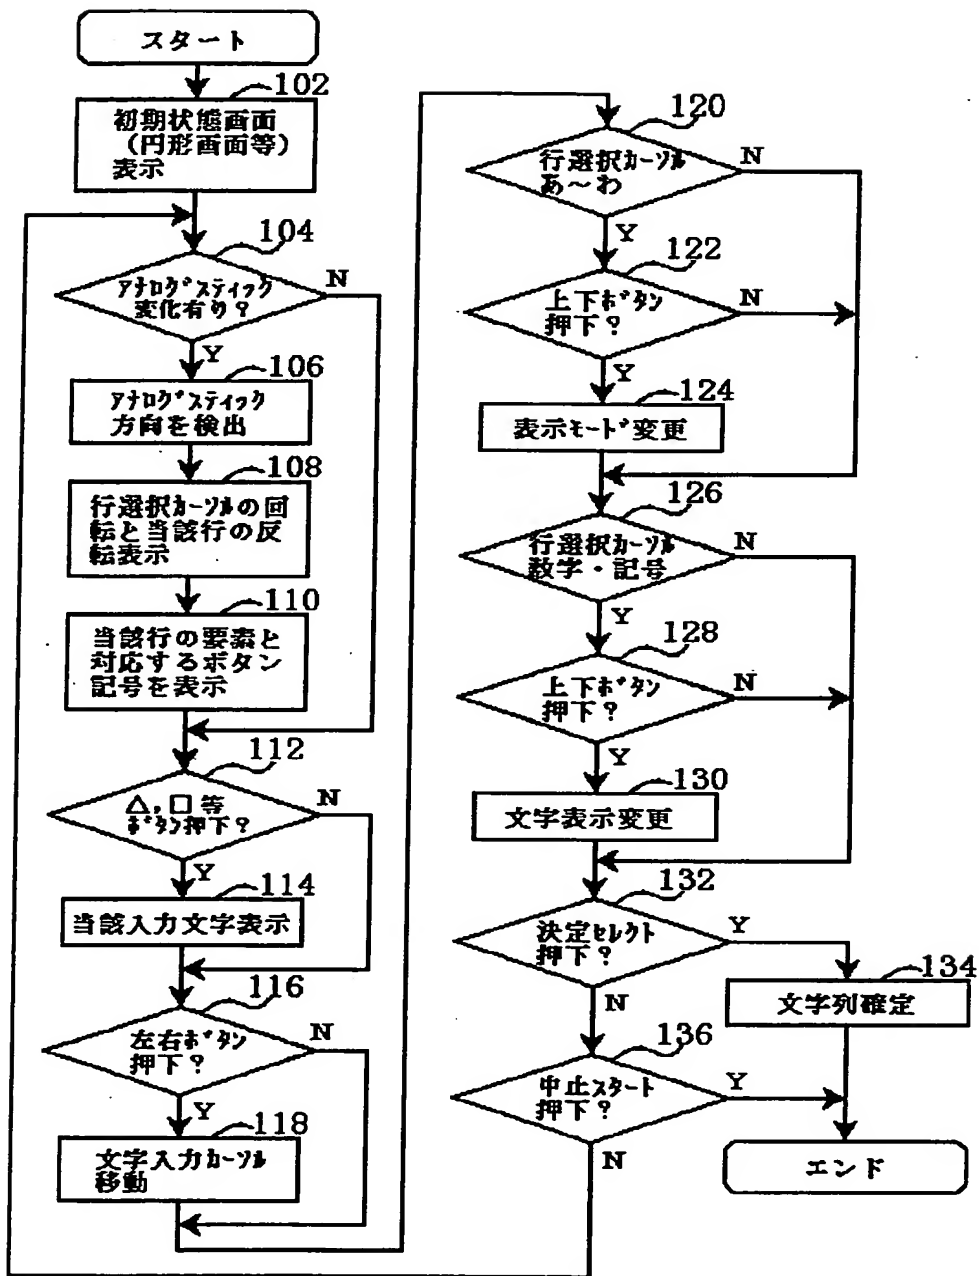 スタート
102
初期状態画面
(円形画面等)
表示
104
アナログスティック
変化有り?
N
Y
106
アナログスティック
方向を検出
108
行選択カーソルの回
転と当該行の反
転表示
110
当該行の要素と
対応するボタン
記号を表示
112
△,□等
ボタン押下?
N
Y
114
当該入力文字表示
116
左右ボタン
押下?
N
Y
118
文字入力カーソル
移動
120
行選択カーソル
あ~わ
N
Y
122
上下ボタン
押下?
N
Y
124
表示モード変更
126
行選択カーソル
数字・記号
N
Y
128
上下ボタン
押下?
N
Y
130
文字表示変更
132
決定セレクト
押下?
Y
N
134
文字列確定
136
中止スタート
押下?
Y
N
エンド